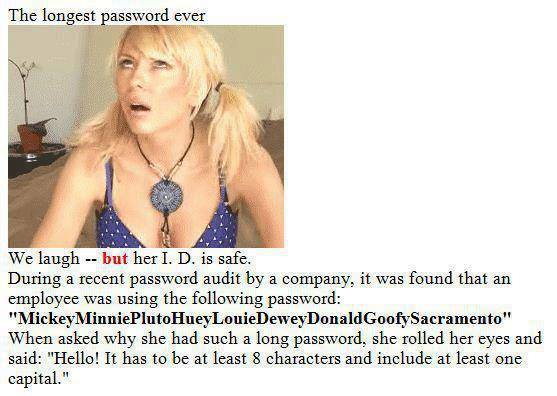 The longest password ever
We laugh -- but her I. D. is safe.
During a recent password audit by a company, it was found that an
employee was using the following password:
"MickeyMinniePlutoHueyLouieDeweyDonaldGoofySacramento"
When asked why she had such a long password, she rolled her eyes and
said: "Hello! It has to be at least 8 characters and include at least one
capital."